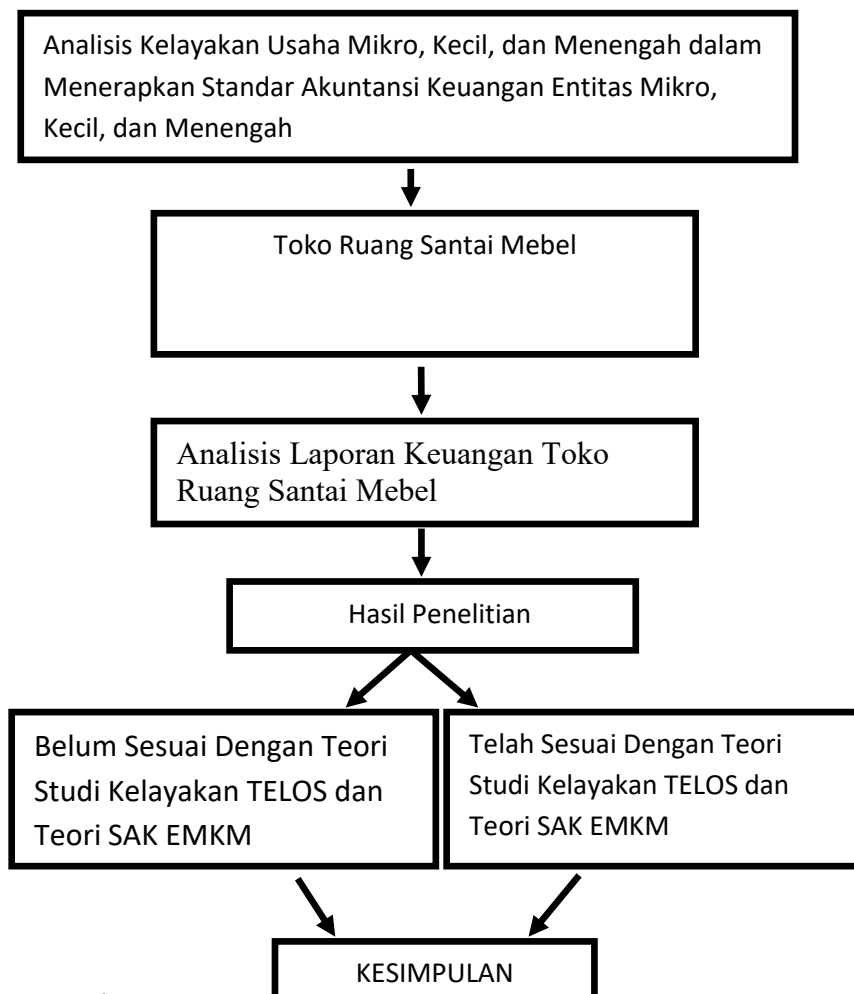 Analisis Kelayakan Usaha Mikro, Kecil, dan Menengah dalam
Menerapkan Standar Akuntansi Keuangan Entitas Mikro,
Kecil, dan Menengah
Toko Ruang Santai Mebel
Analisis Laporan Keuangan Toko
Ruang Santai Mebel
Hasil Penelitian
Belum Sesuai Dengan Teori
Studi Kelayakan TELOS dan
Teori SAK EMKM
Telah Sesuai Dengan Teori
Studi Kelayakan TELOS dan
Teori SAK EMKM
KESIMPULAN